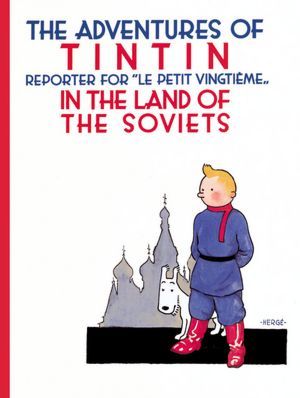 THE ADVENTURES OF
TINTIN
REPORTER FOR "LE PETIT VINGTIÈME„
IN THE LAND OF
THE SOVIETS
-HERGÉ-